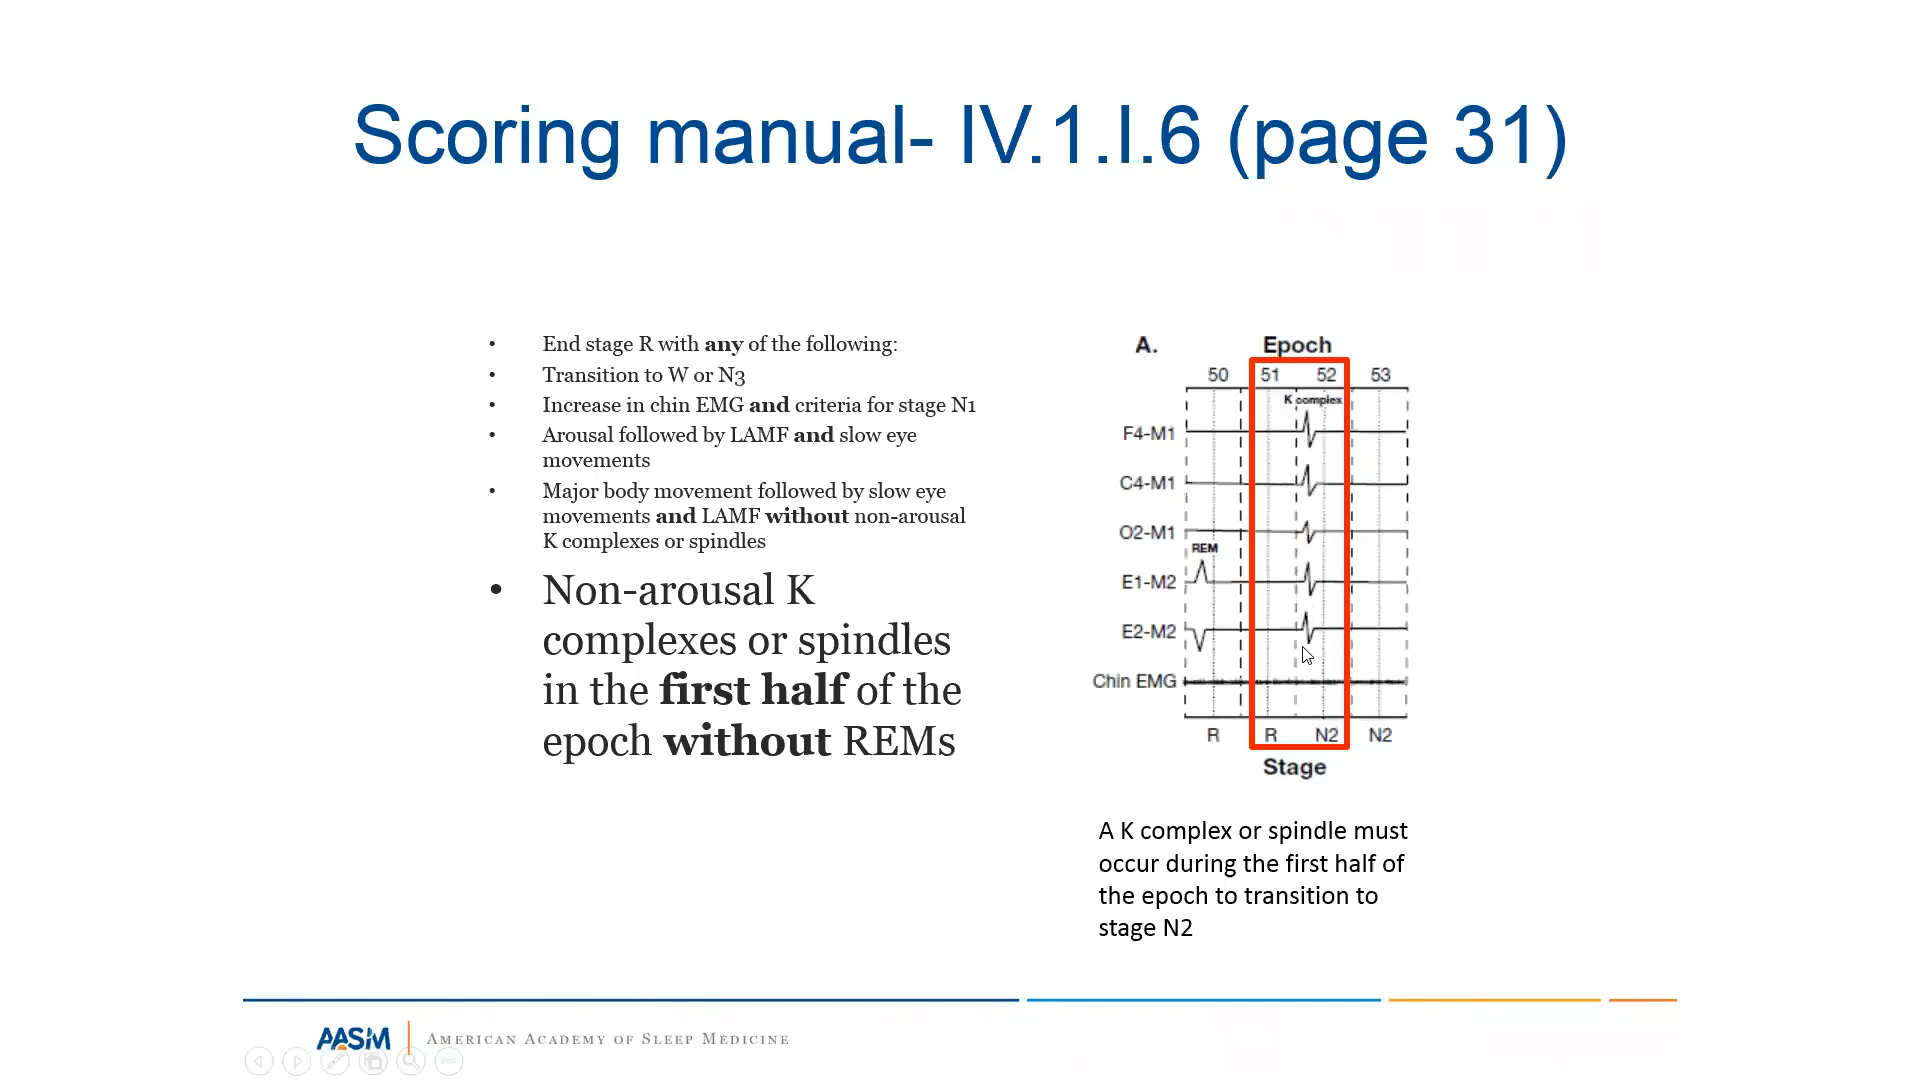 Scoring manual- IV.1.I.6 (page 31)
• End stage R with any of the following:
• Transition to W or N3
• Increase in chin EMG and criteria for stage N1
• Arousal followed by LAMF and slow eye
movements
• Major body movement followed by slow eye
movements and LAMF without non-arousal
K complexes or spindles
• Non-arousal K
complexes or spindles
in the first half of the
epoch without REMs
A. Epoch
50 51 52 53
K complex
F4-M1
C4-M1
O2-M1
REM
E1-M2
E2-M2
Chin EMG
R R N2 N2
Stage
A K complex or spindle must
occur during the first half of
the epoch to transition to
stage N2
AASM AMERICAN ACADEMY OF SLEEP MEDICINE